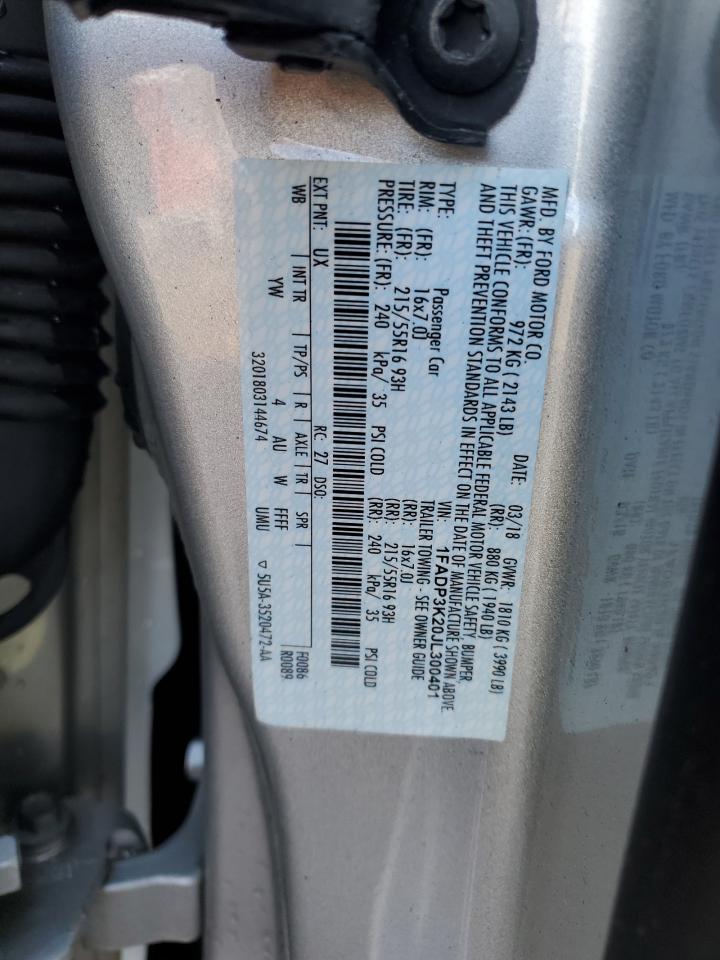 MFD. BY FORD MOTOR CO.
DATE: 03/18 GVWR: 1810 KG ( 3990 LB)
GAWR: (FR): 972 KG ( 2143 LB) (RR): 880 KG ( 1940 LB)
THIS VEHICLE CONFORMS TO ALL APPLICABLE FEDERAL MOTOR VEHICLE SAFETY, BUMPER,
AND THEFT PREVENTION STANDARDS IN EFFECT ON THE DATE OF MANUFACTURE SHOWN ABOVE.
VIN: 1FADP3K20JL300401
TYPE: Passenger Car TRAILER TOWING - SEE OWNER GUIDE
RIM: (FR): 16x7.0J (RR): 16x7.0J
TIRE: (FR): 215/55R16 93H (RR): 215/55R16 93H
PRESSURE: (FR): 240 kPa/ 35 PSI COLD (RR): 240 kPa/ 35 PSI COLD
EXT PNT: UX RC: 27 DSO: F0086
WB INT TR TP/PS R AXLE TR SPR R0089
YW 4 AU W FFFF
UMU
3201803144674 ▽ 5U5A-3520472-AA